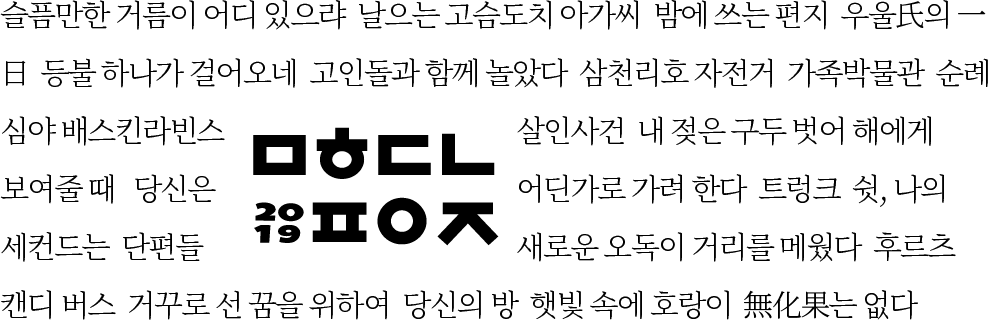 슬픔만한 거름이 어디 있으랴 날으는 고슴도치 아가씨 밤에 쓰는 편지 우울氏의 一
日 등불 하나가 걸어오네 고인돌과 함께 놀았다 삼천리호 자전거 가족박물관 순례
심야 배스킨라빈스 살인사건 내 젖은 구두 벗어 해에게
보여줄 때 당신은 어딘가로 가려 한다 트렁크 쉿, 나의
세컨드는 단편들 새로운 오독이 거리를 메웠다 후르츠
캔디 버스 거꾸로 선 꿈을 위하여 당신의 방 햇빛 속에 호랑이 無化果는 없다
ㅁㅎㄷㄴ
2019 ㅍㅇㅈ